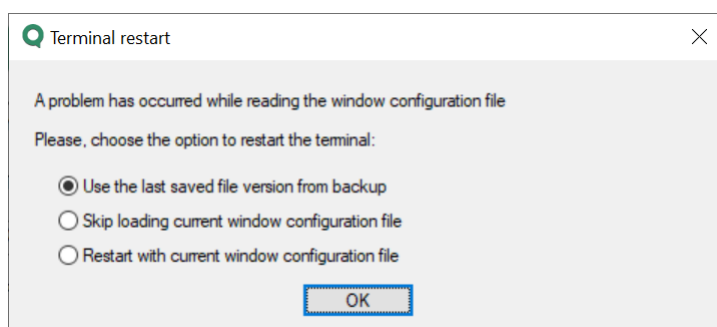 Terminal restart
A problem has occurred while reading the window configuration file
Please, choose the option to restart the terminal:
Use the last saved file version from backup
Skip loading current window configuration file
Restart with current window configuration file
OK